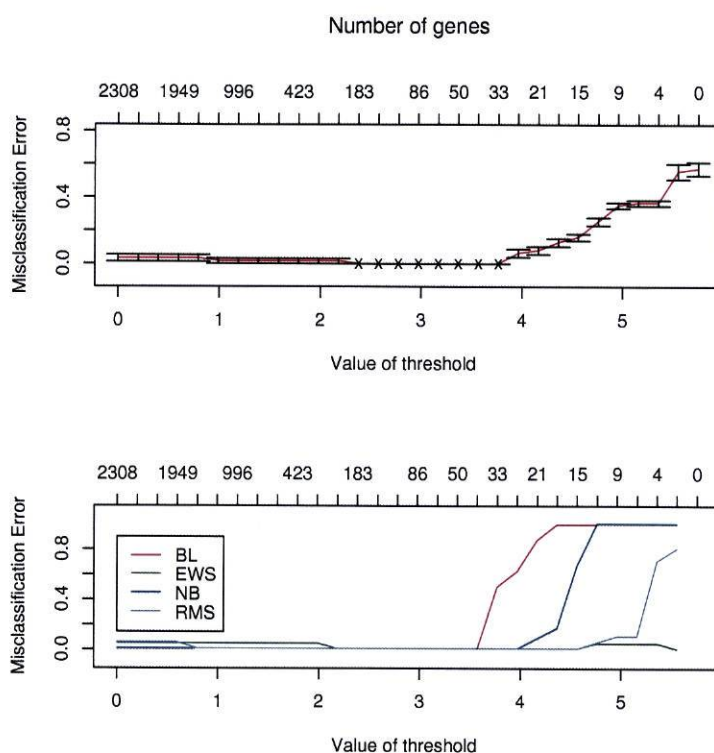 Number of genes
2308 1949 996 423 183 86 50 33 21 15 9 4 0
Misclassification Error
0.8
0.4
0.0
0 1 2 3 4 5
Value of threshold
2308 1949 996 423 183 86 50 33 21 15 9 4 0
Misclassification Error
0.8
0.4
0.0
BL
EWS
NB
RMS
0 1 2 3 4 5
Value of threshold